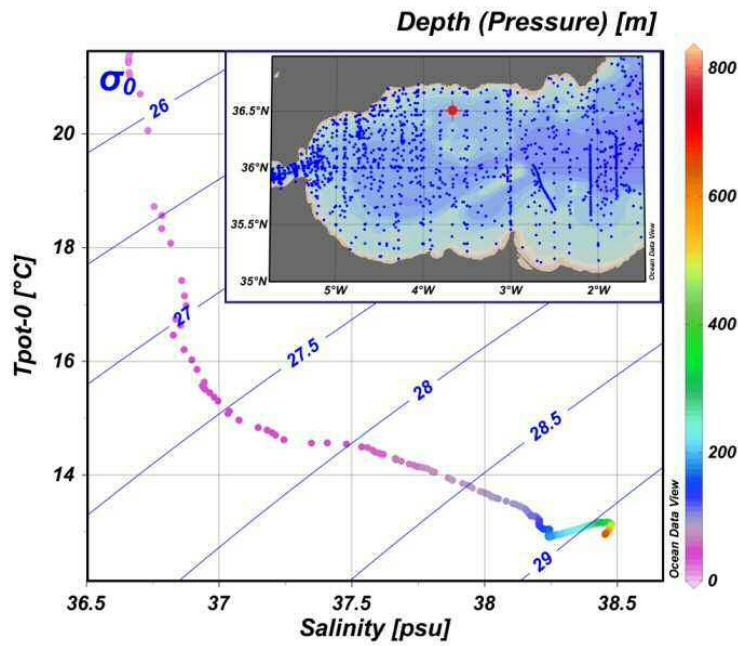 Depth (Pressure) [m]
σ0
26
27
27.5
28
28.5
29
36.5°N
36°N
35.5°N
35°N
5°W
4°W
3°W
2°W
Ocean Data View
20
18
16
14
Tpot-0 [°C]
36.5
37
37.5
38
38.5
Salinity [psu]
Ocean Data View
800
600
400
200
0